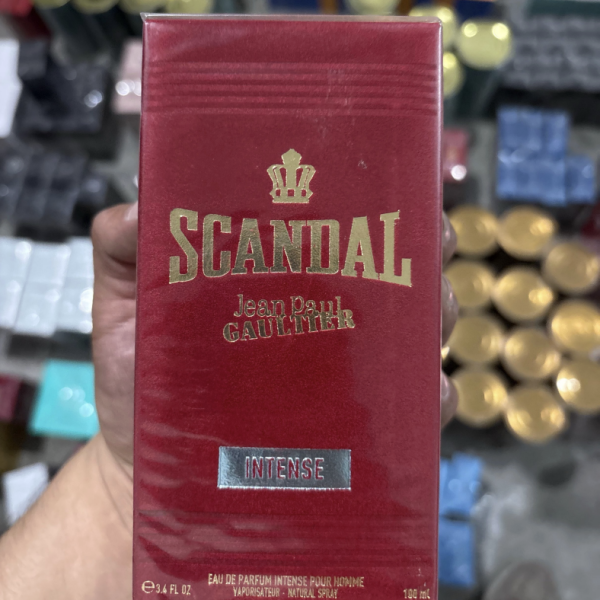 SCANDAL
Jean Paul
GAULTIER
INTENSE
EAU DE PARFUM INTENSE POUR HOMME
VAPORISATEUR - NATURAL SPRAY
℮3.4 FL OZ 100 mL